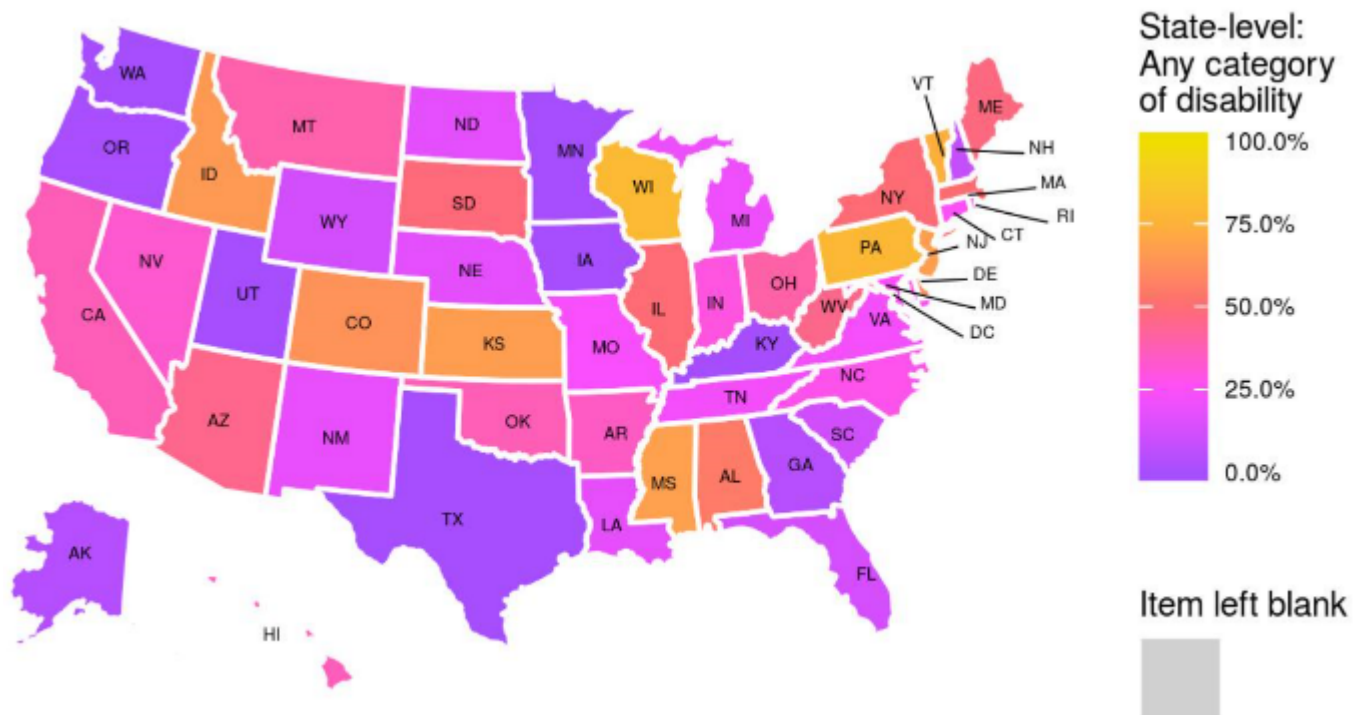 State-level:
Any category
of disability
100.0%
75.0%
50.0%
25.0%
0.0%
Item left blank
WA
OR
ID
MT
ND
MN
SD
WY
WI
MI
NY
VT
ME
NH
MA
RI
CT
NJ
DE
MD
DC
PA
NV
UT
CA
CO
NE
IA
KS
MO
IL
IN
OH
WV
VA
KY
NC
TN
SC
AZ
NM
OK
AR
MS
AL
GA
LA
TX
FL
AK
HI